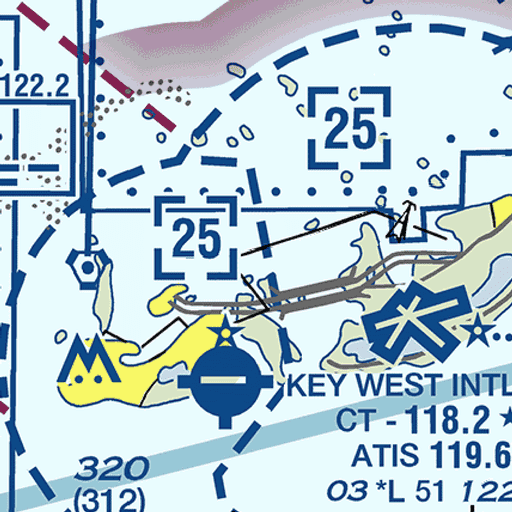 122.2
25
25
KEY WEST INTL
CT - 118.2 ★
ATIS 119.6
03 *L 51 122
320
(312)